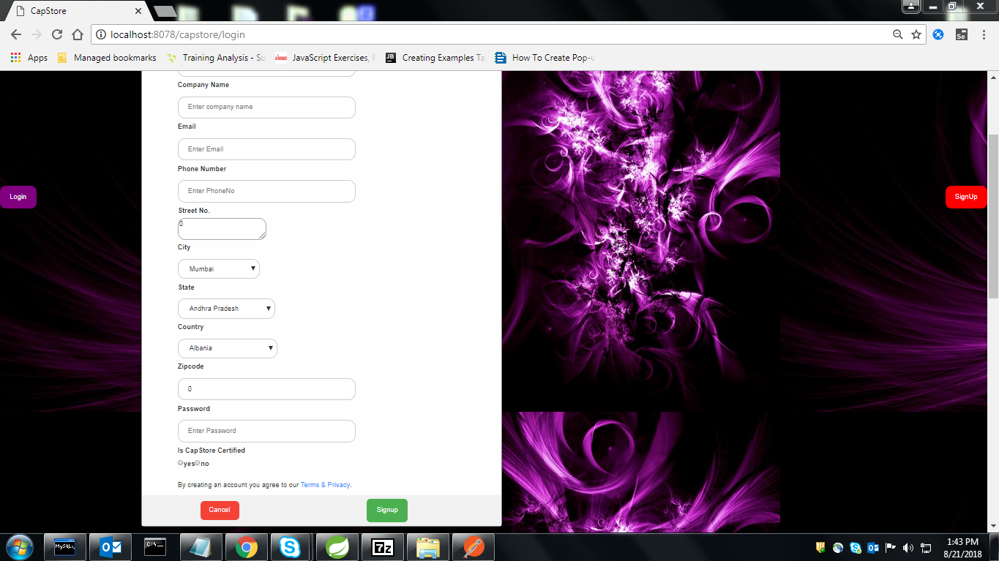 CapStore
localhost:8078/capstore/login
Apps
Managed bookmarks
Training Analysis - Su
JavaScript Exercises, P
JB
Creating Examples Ta
How To Create Pop-u
Se
Company Name
Enter company name
Email
Enter Email
Phone Number
Enter PhoneNo
Street No.
0
City
Mumbai
State
Andhra Pradesh
Country
Albania
Zipcode
0
Password
Enter Password
Is CapStore Certified
yes no
By creating an account you agree to our Terms & Privacy.
Cancel
Signup
Login
SignUp
MySQL
C:\_
7z
1:43 PM
8/21/2018